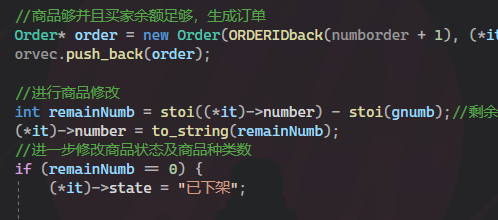 //商品够并且买家余额足够，生成订单
Order* order = new Order(ORDERIDback(numborder + 1), (*it
orvec.push_back(order);
//进行商品修改
int remainNumb = stoi((*it)->number) - stoi(gnumb);//剩余
(*it)->number = to_string(remainNumb);
//进一步修改商品状态及商品种类数
if (remainNumb == 0) {
(*it)->state = "已下架";